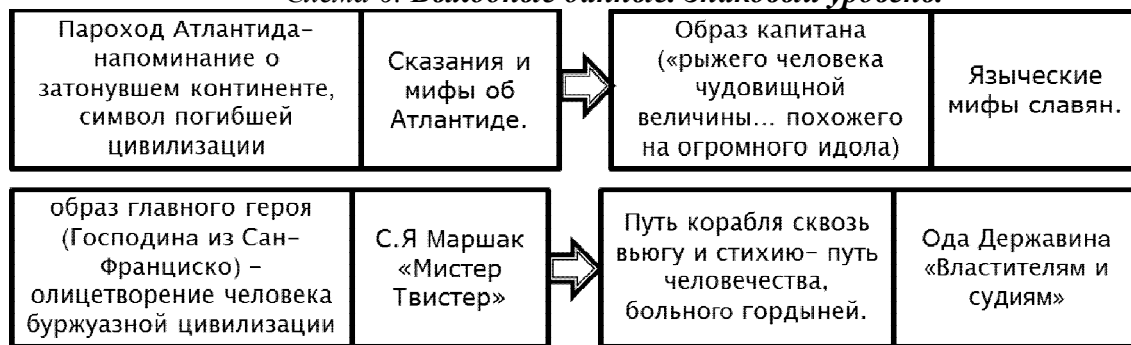 Пароход Атлантида–
напоминание о
затонувшем континенте,
символ погибшей
цивилизации
Сказания и
мифы об
Атлантиде.
Образ капитана
(«рыжего человека
чудовищной
величины... похожего
на огромного идола)
Языческие
мифы славян.
образ главного героя
(Господина из Сан–
Франциско) –
олицетворение человека
буржуазной цивилизации
С.Я Маршак
«Мистер
Твистер»
Путь корабля сквозь
вьюгу и стихию– путь
человечества,
больного гордыней.
Ода Державина
«Властителям и
судиям»